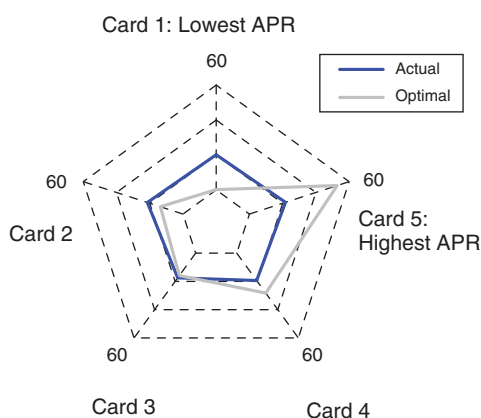 Card 1: Lowest APR
60
Actual
Optimal
60
60
Card 2
Card 5:
Highest APR
60
60
Card 3
Card 4